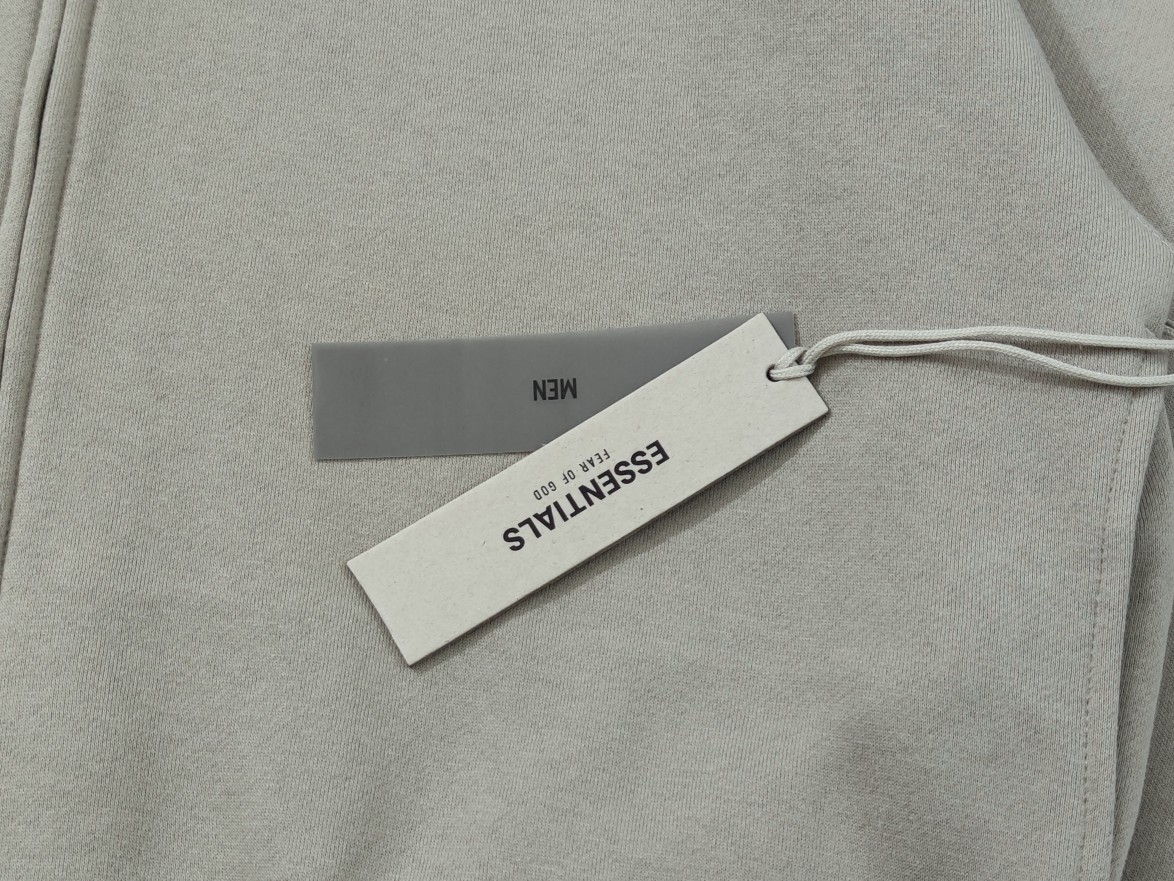 MEN
ESSENTIALS
FEAR OF GOD